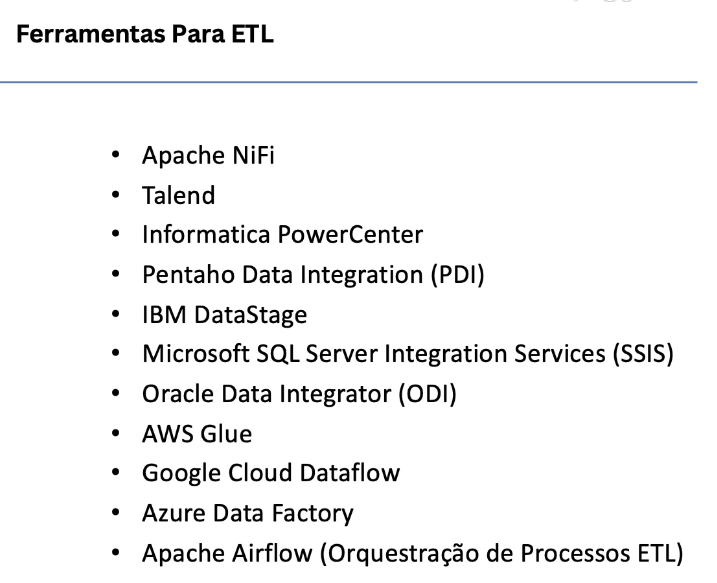 Ferramentas Para ETL
• Apache NiFi
• Talend
• Informatica PowerCenter
• Pentaho Data Integration (PDI)
• IBM DataStage
• Microsoft SQL Server Integration Services (SSIS)
• Oracle Data Integrator (ODI)
• AWS Glue
• Google Cloud Dataflow
• Azure Data Factory
• Apache Airflow (Orquestração de Processos ETL)